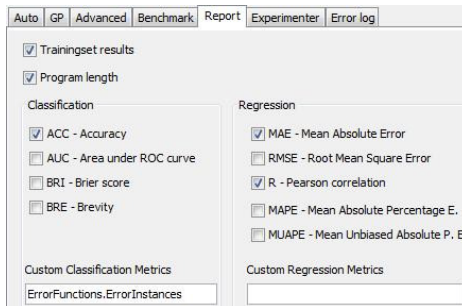 Auto GP Advanced Benchmark Report Experimenter Error log
Trainingset results
Program length
Classification
ACC - Accuracy
AUC - Area under ROC curve
BRI - Brier score
BRE - Brevity
Custom Classification Metrics
ErrorFunctions.ErrorInstances
Regression
MAE - Mean Absolute Error
RMSE - Root Mean Square Error
R - Pearson correlation
MAPE - Mean Absolute Percentage E.
MUAPE - Mean Unbiased Absolute P. E
Custom Regression Metrics